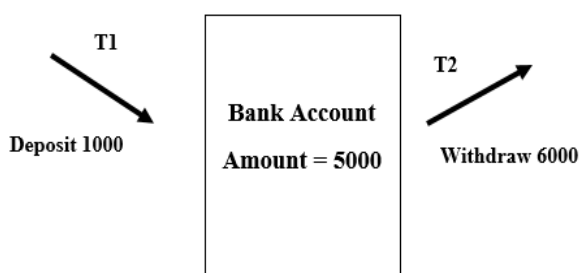 T1
Deposit 1000
Bank Account
Amount = 5000
T2
Withdraw 6000